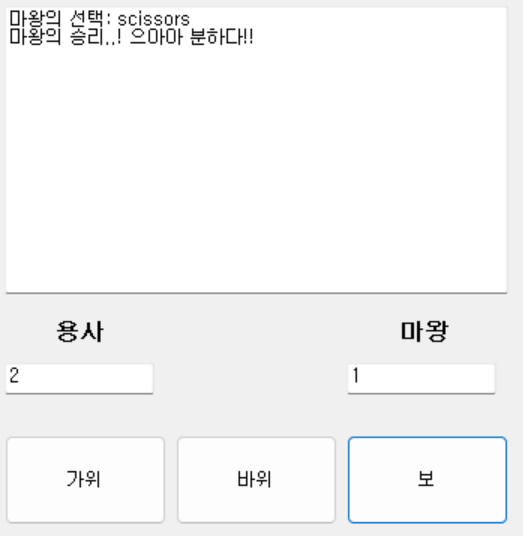 마왕의 선택: scissors
마왕의 승리..! 으아아 분하다!!
용사 마왕
2 1
가위 바위 보